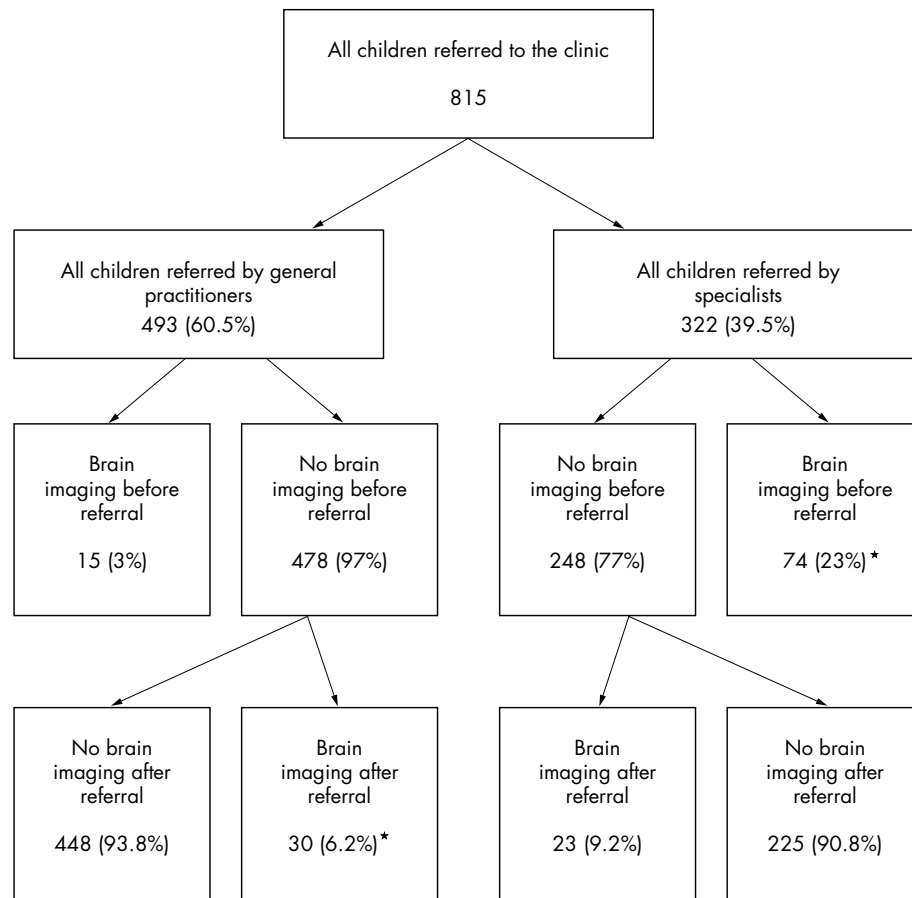 All children referred to the clinic
815
All children referred by general
practitioners
493 (60.5%)
All children referred by
specialists
322 (39.5%)
Brain
imaging before
referral
15 (3%)
No brain
imaging before
referral
478 (97%)
No brain
imaging before
referral
248 (77%)
Brain
imaging before
referral
74 (23%)★
No brain
imaging after
referral
448 (93.8%)
Brain
imaging after
referral
30 (6.2%)★
Brain
imaging after
referral
23 (9.2%)
No brain
imaging after
referral
225 (90.8%)